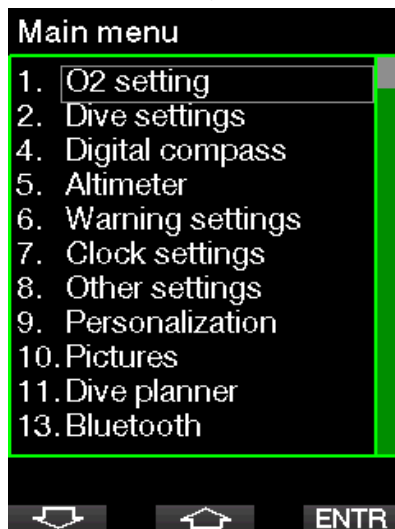 Main menu
1. O2 setting
2. Dive settings
4. Digital compass
5. Altimeter
6. Warning settings
7. Clock settings
8. Other settings
9. Personalization
10. Pictures
11. Dive planner
13. Bluetooth
ENTR